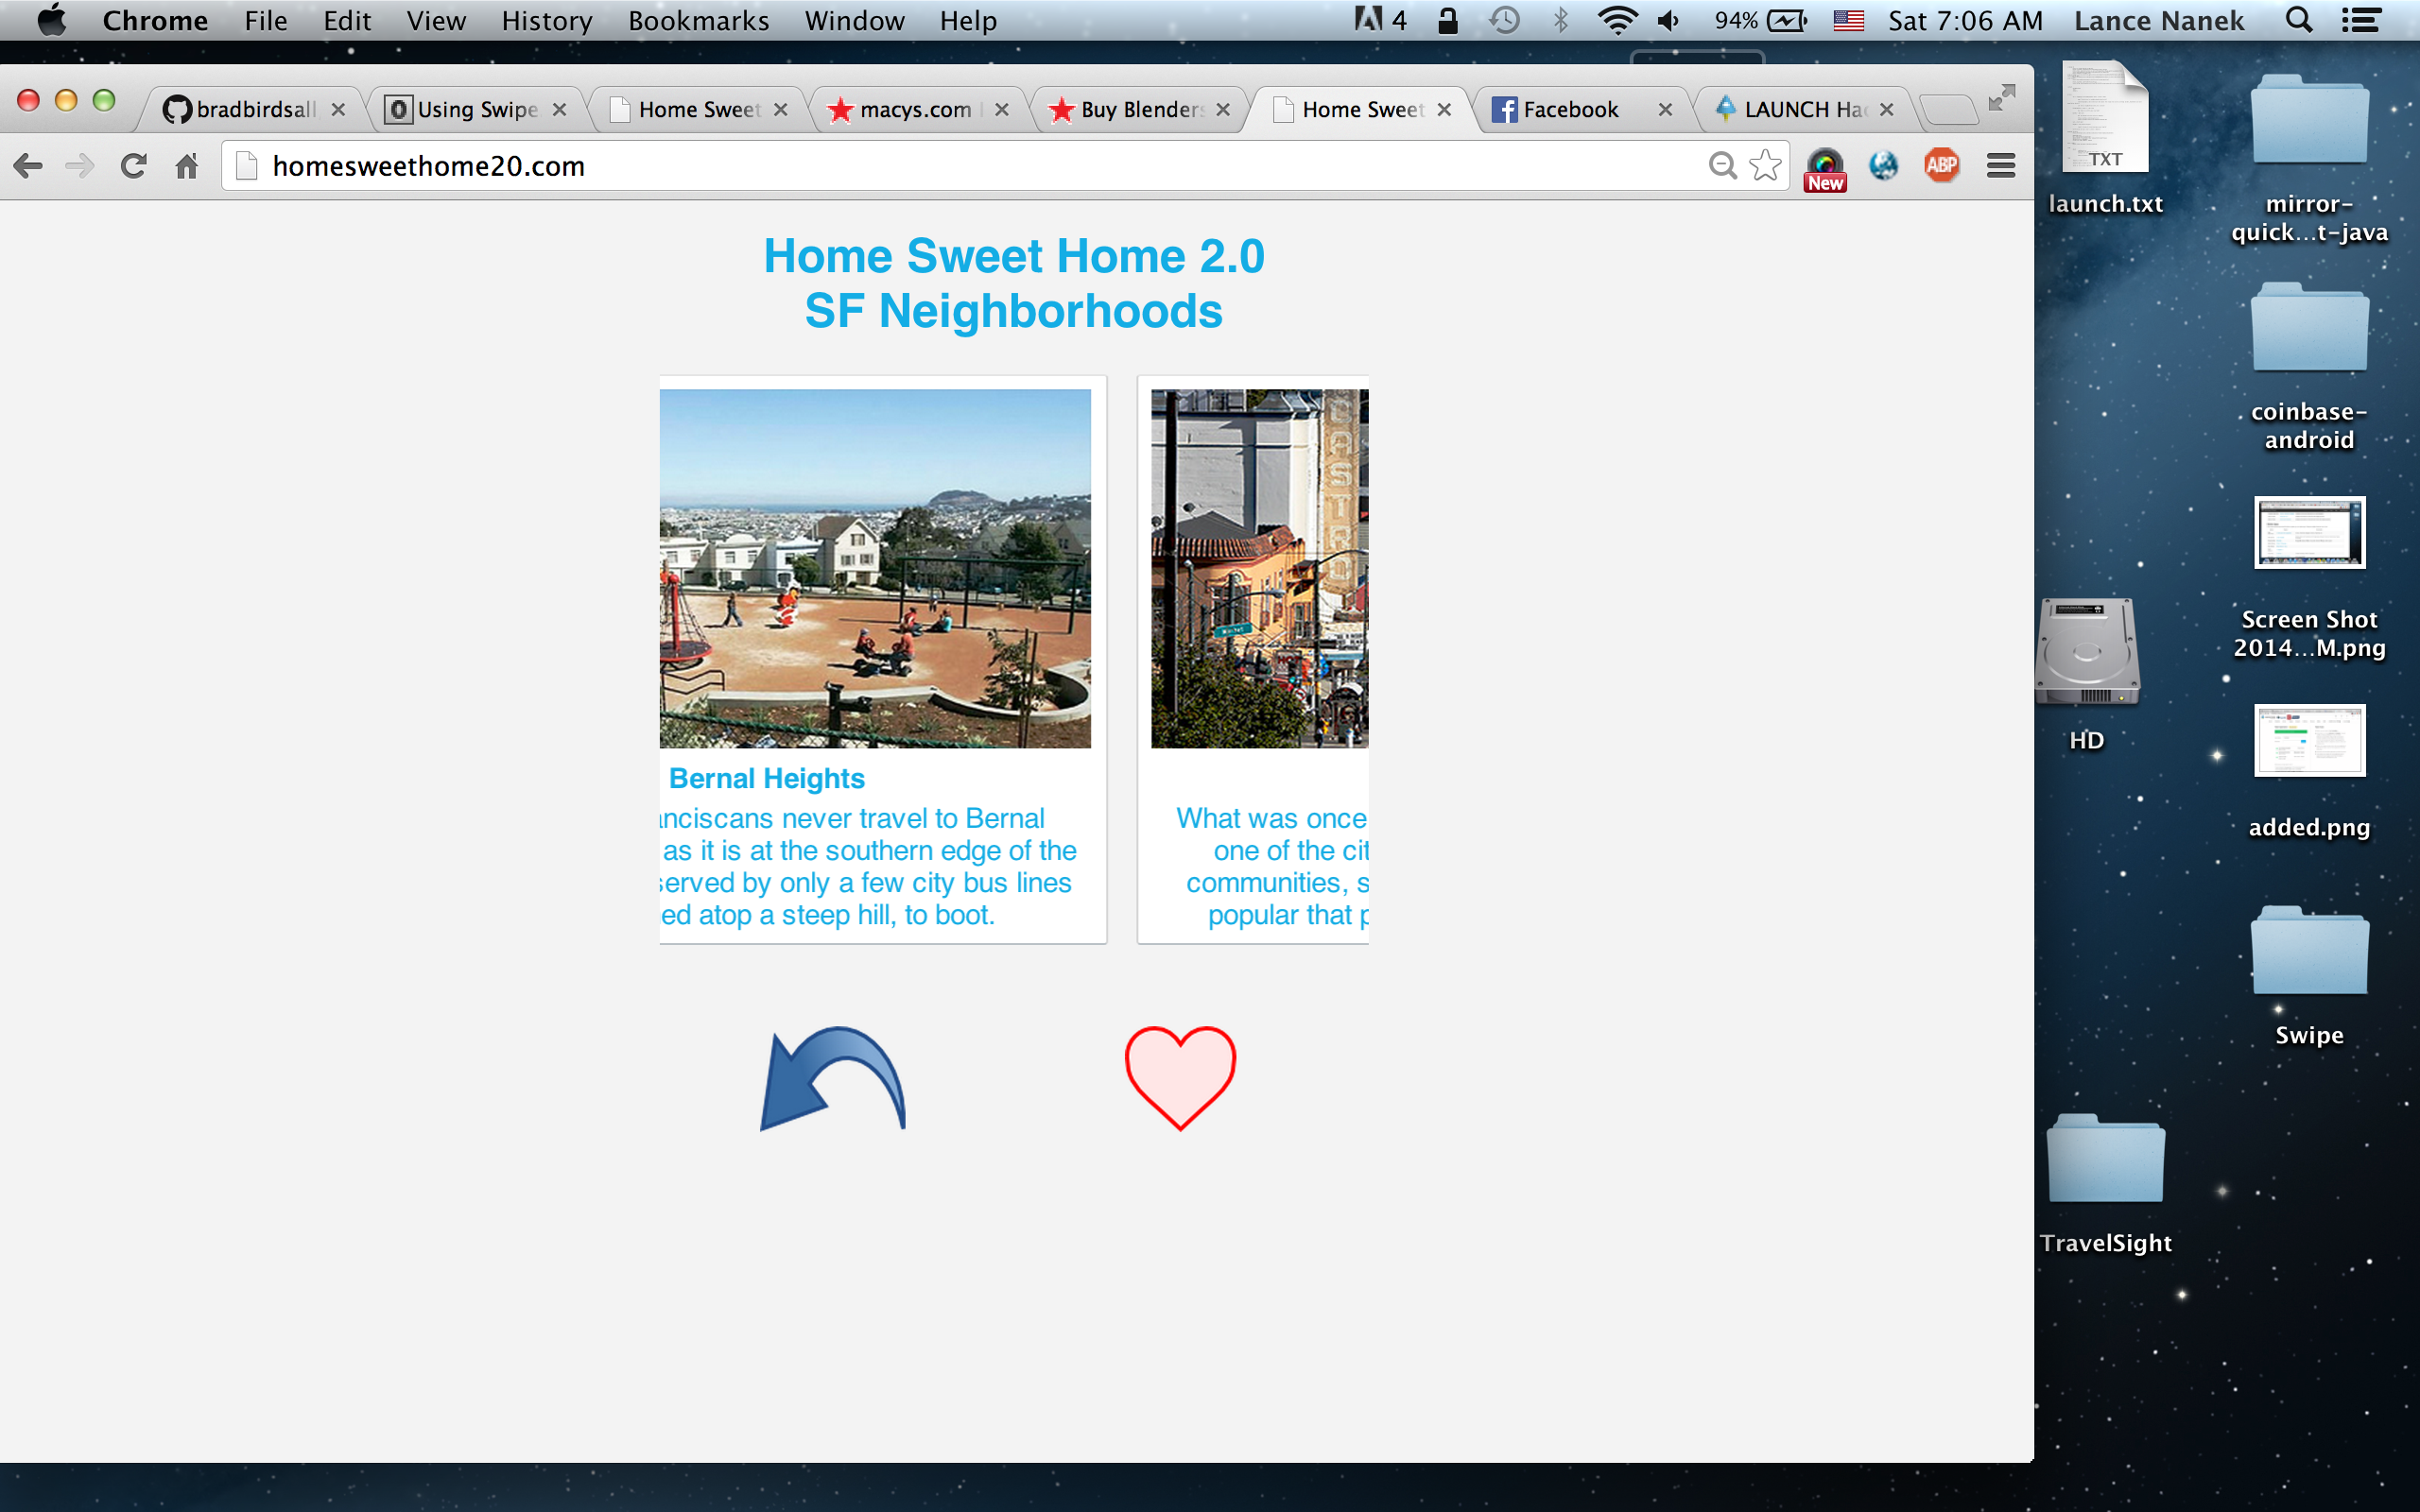 Chrome File Edit View History Bookmarks Window Help 4 94% Sat 7:06 AM Lance Nanek
bradbirdsall Using Swipe Home Sweet macys.com Buy Blenders Home Sweet Facebook LAUNCH Ha
homesweethome20.com
New
ABP
Home Sweet Home 2.0
SF Neighborhoods
CASTRO
Bernal Heights
anciscans never travel to Bernal
as it is at the southern edge of the
served by only a few city bus lines
ed atop a steep hill, to boot.
What was once
one of the cit
communities, s
popular that p
TXT
launch.txt
mirror-
quick...t-java
coinbase-
android
Screen Shot
2014...M.png
HD
added.png
Swipe
TravelSight